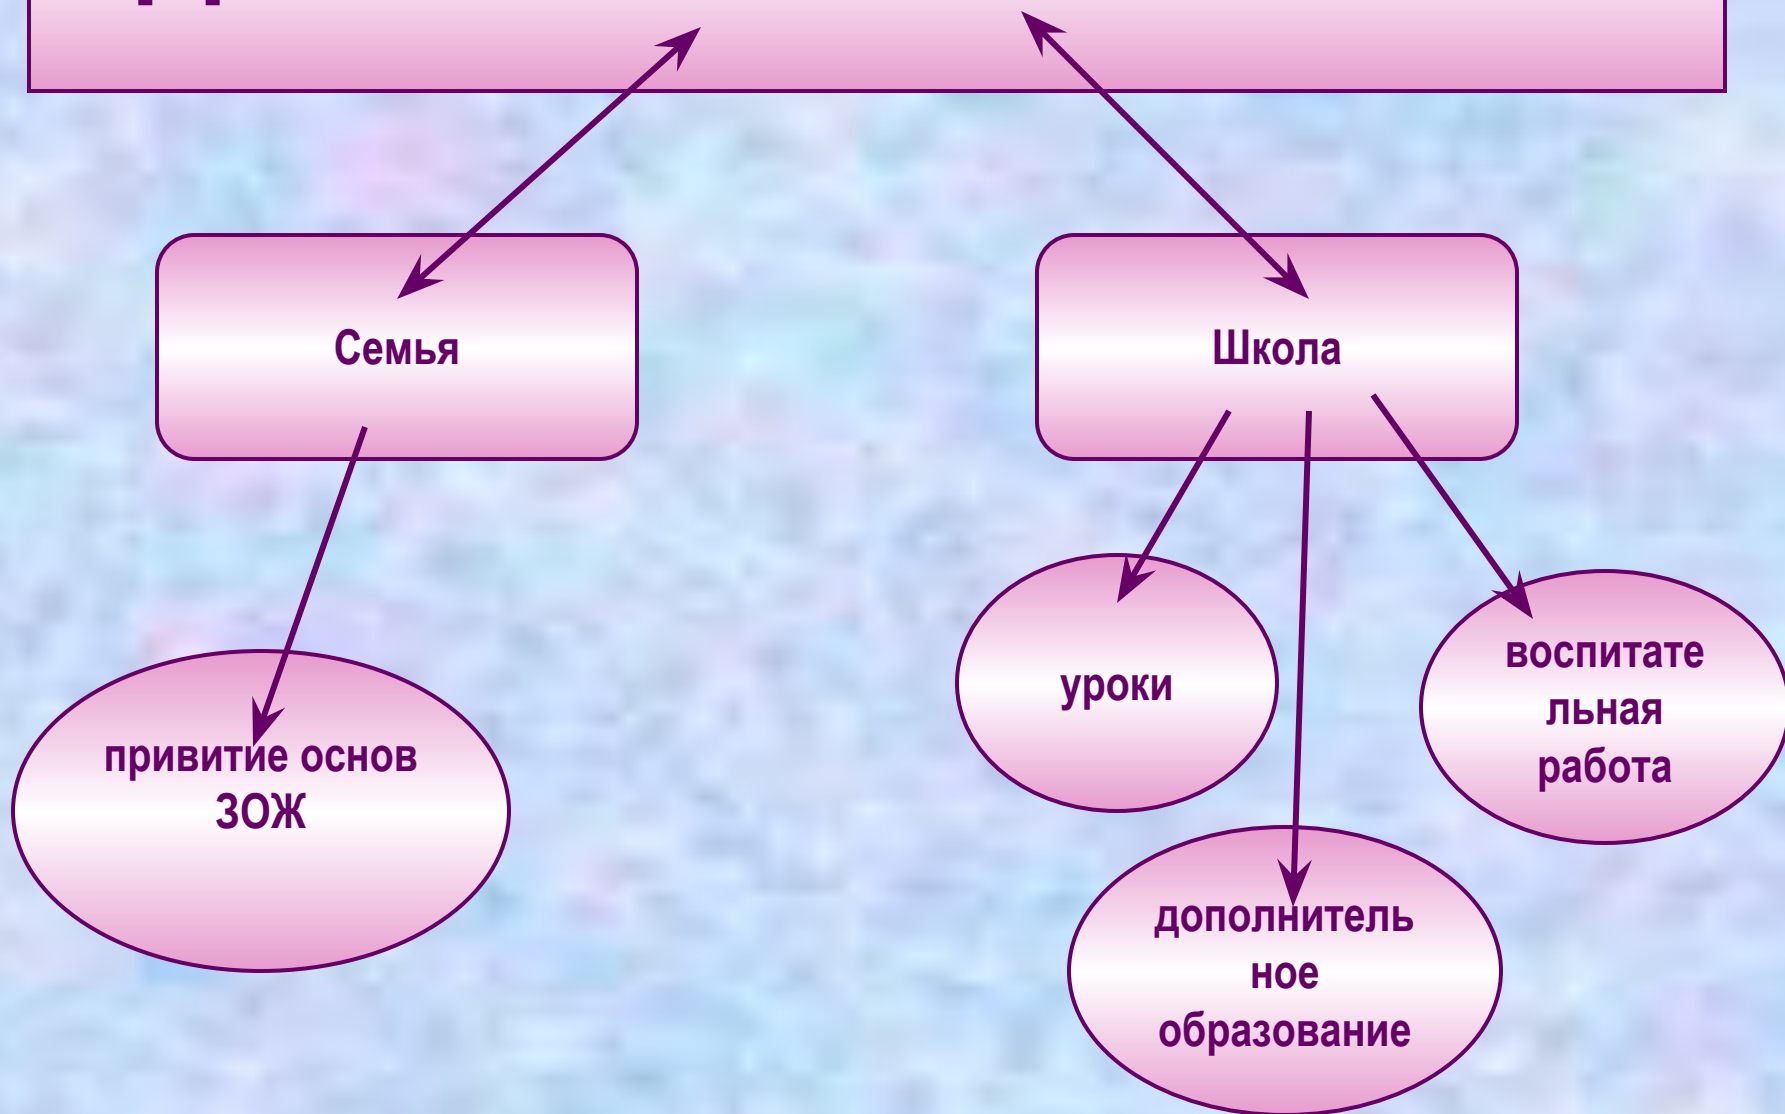 Семья
Школа
уроки
воспитате
льная
работа
привитие основ
ЗОЖ
дополнитель
ное
образование